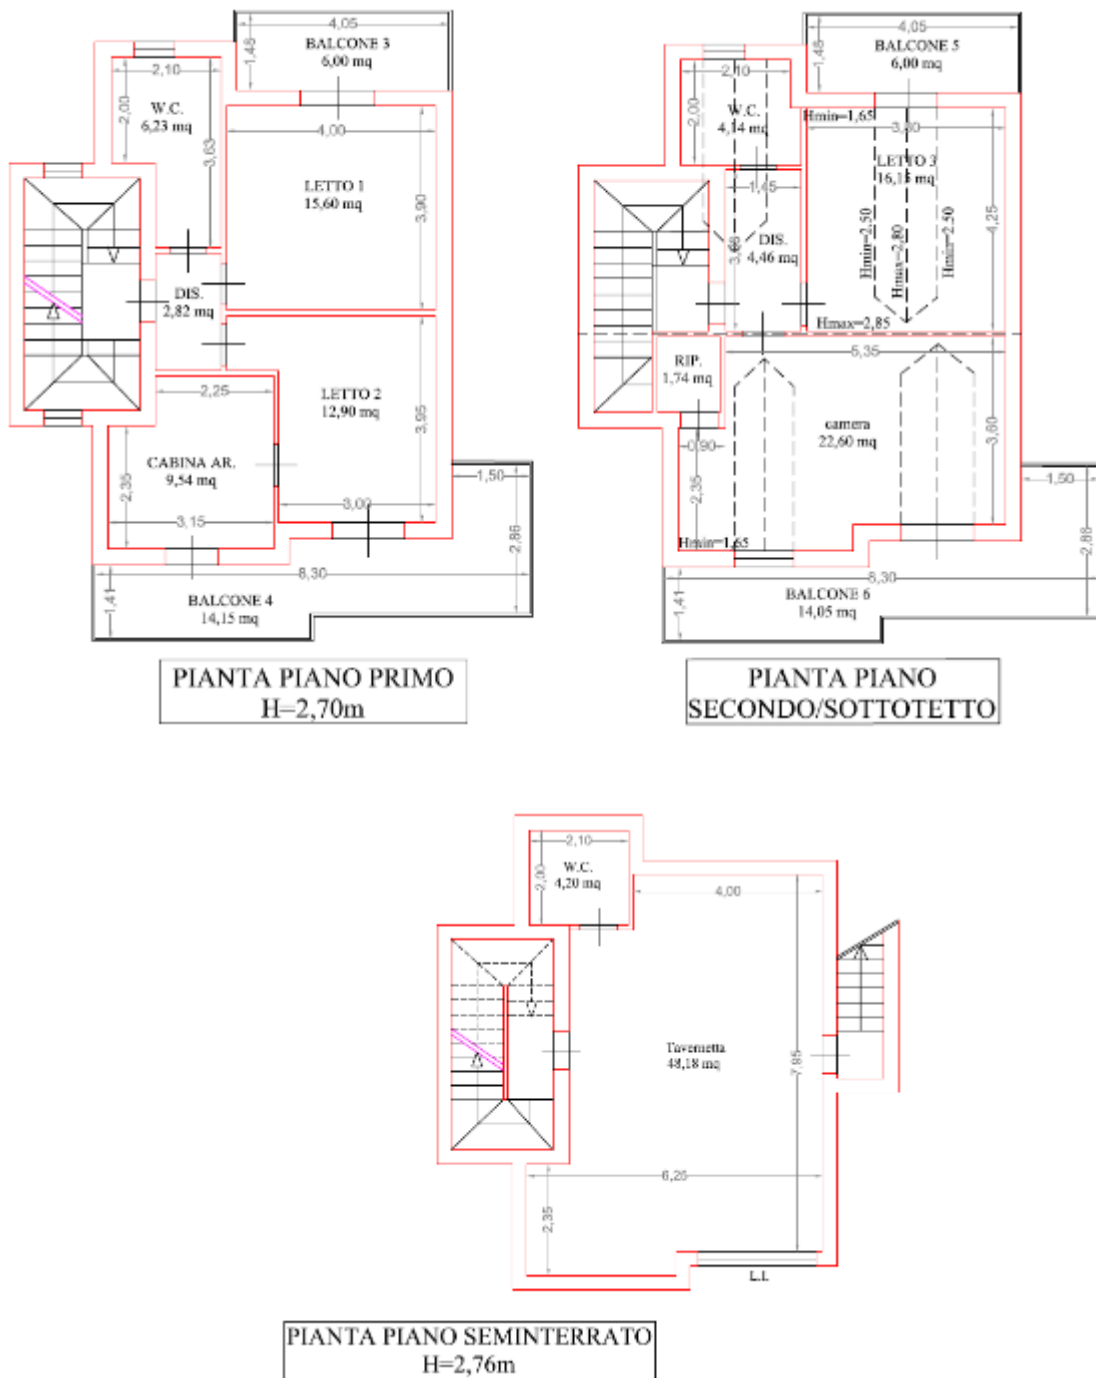 4,05
BALCONE 3
6,00 mq
1,48
2,10
W.C.
6,23 mq
2,00
3,63
4,00
LETTO 1
15,60 mq
3,90
DIS.
2,82 mq
2,25
LETTO 2
12,90 mq
3,95
CABINA AR.
9,54 mq
2,35
3,15
3,00
1,50
2,86
8,30
BALCONE 4
14,15 mq
1,41
PIANTA PIANO PRIMO
H=2,70m
4,05
BALCONE 5
6,00 mq
1,48
2,10
W.C.
4,14 mq
2,00
Hmin=1,65
3,80
LETTO 3
16,15 mq
1,45
DIS.
4,46 mq
Hmin=2,50
Hmax=2,80
Hmin=2,50
4,25
Hmax=2,85
5,35
RIP.
1,74 mq
camera
22,60 mq
3,60
0,90
2,35
Hmin=1,65
1,50
2,86
8,30
BALCONE 6
14,05 mq
1,41
PIANTA PIANO
SECONDO/SOTTOTETTO
2,10
W.C.
4,20 mq
2,00
4,00
Tavernetta
48,18 mq
7,95
6,25
2,35
L.I.
PIANTA PIANO SEMINTERRATO
H=2,76m